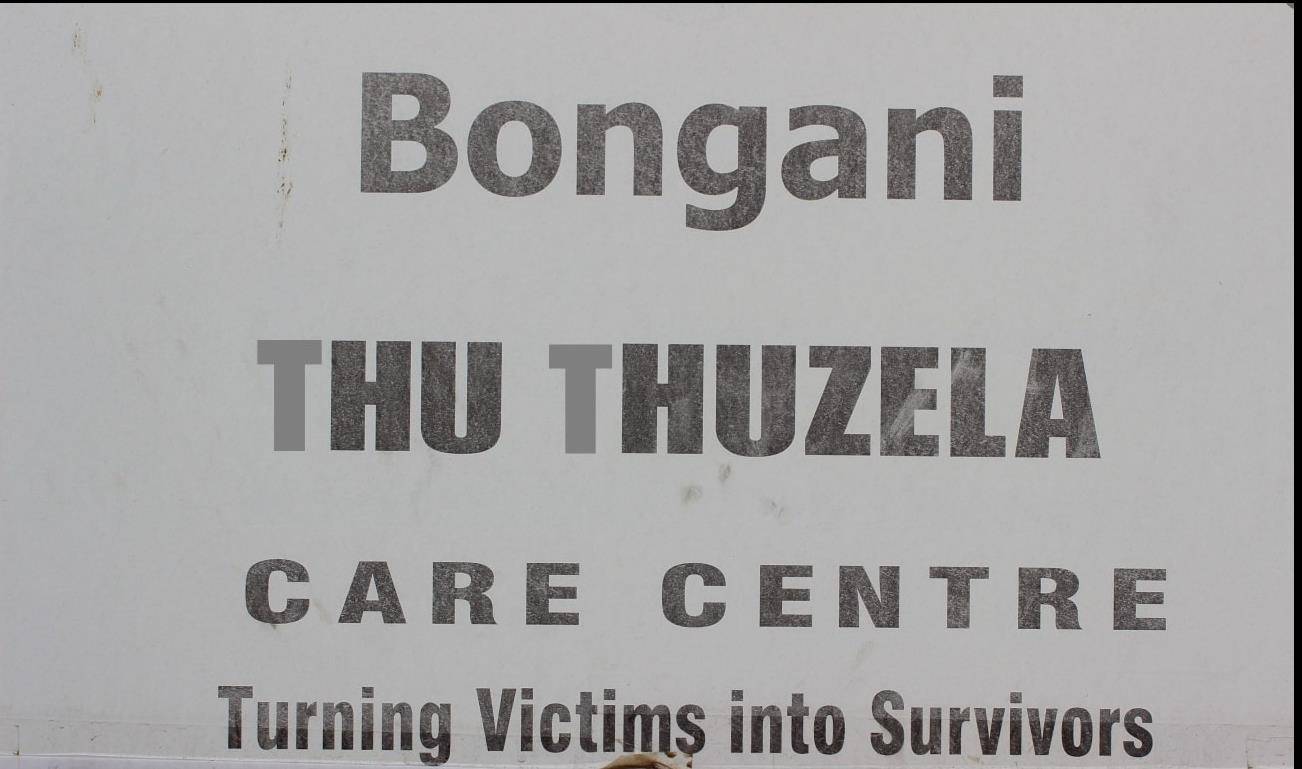 Bongani
THU THUZELA
CARE CENTRE
Turning Victims into Survivors